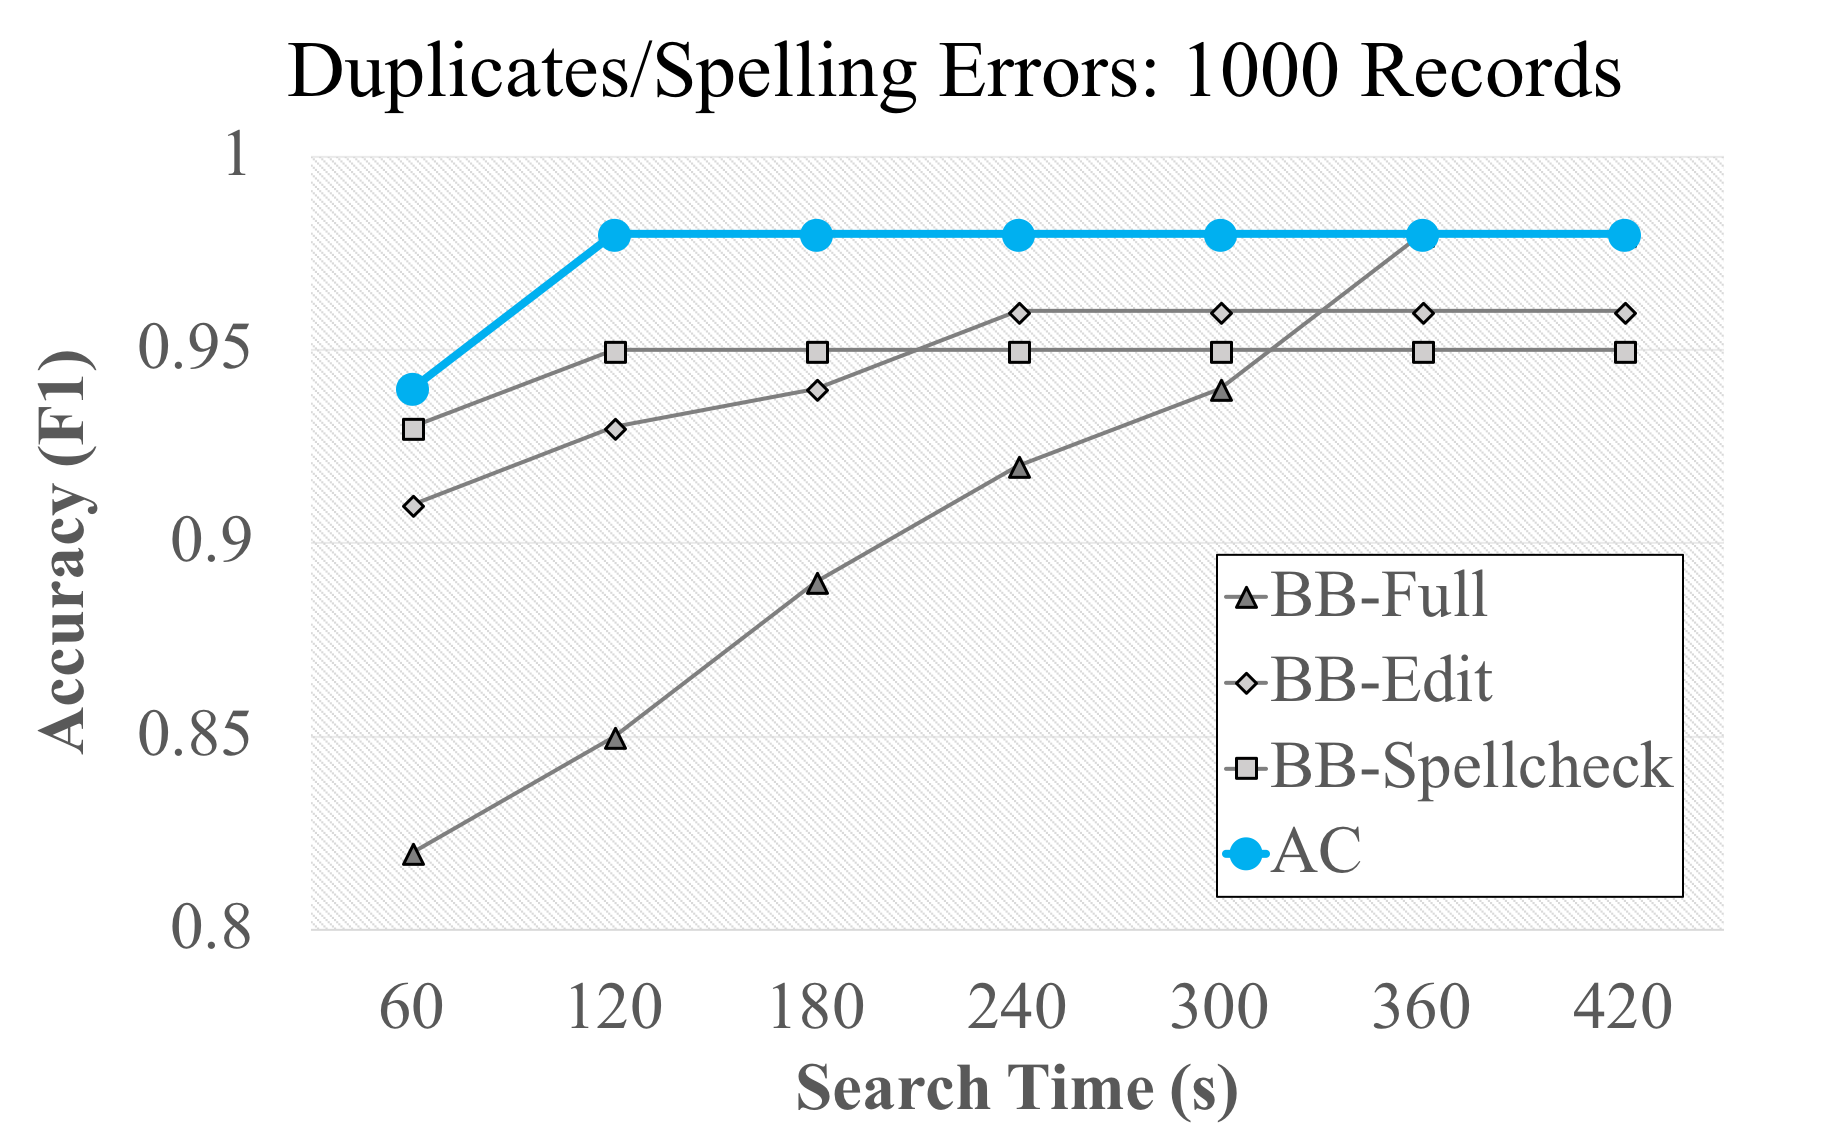 Duplicates/Spelling Errors: 1000 Records
1
0.95
0.9
0.85
0.8
Accuracy (F1)
BB-Full
BB-Edit
BB-Spellcheck
AC
60 120 180 240 300 360 420
Search Time (s)